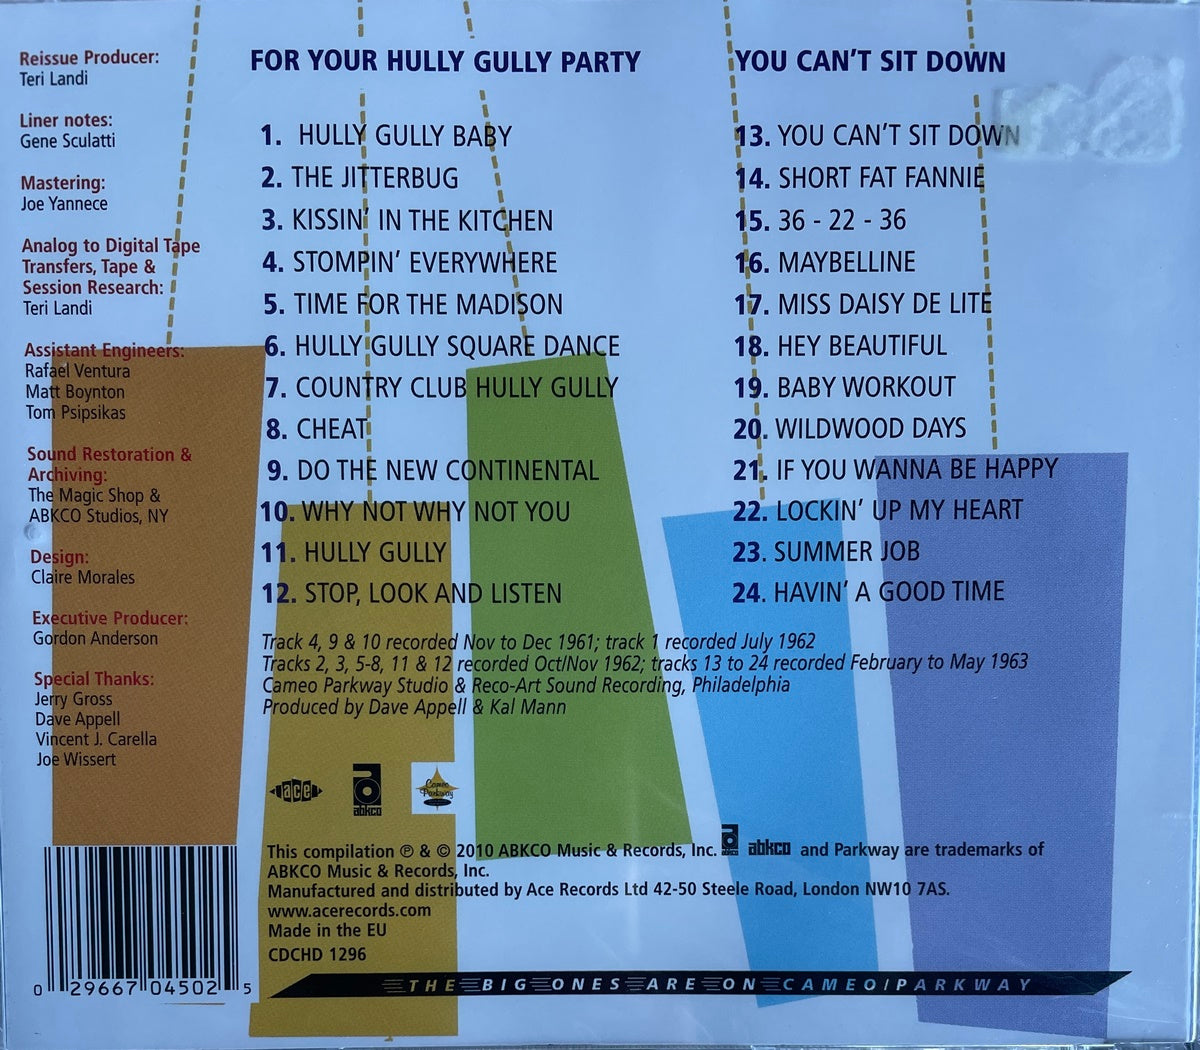 Reissue Producer:
Teri Landi
Liner notes:
Gene Sculatti
Mastering:
Joe Yannece
Analog to Digital Tape
Transfers, Tape &
Session Research:
Teri Landi
Assistant Engineers:
Rafael Ventura
Matt Boynton
Tom Psipsikas
Sound Restoration &
Archiving:
The Magic Shop &
ABKCO Studios, NY
Design:
Claire Morales
Executive Producer:
Gordon Anderson
Special Thanks:
Jerry Gross
Dave Appell
Vincent J. Carella
Joe Wissert
FOR YOUR HULLY GULLY PARTY
1. HULLY GULLY BABY
2. THE JITTERBUG
3. KISSIN' IN THE KITCHEN
4. STOMPIN' EVERYWHERE
5. TIME FOR THE MADISON
6. HULLY GULLY SQUARE DANCE
7. COUNTRY CLUB HULLY GULLY
8. CHEAT
9. DO THE NEW CONTINENTAL
10. WHY NOT WHY NOT YOU
11. HULLY GULLY
12. STOP, LOOK AND LISTEN
YOU CAN'T SIT DOWN
13. YOU CAN'T SIT DOWN
14. SHORT FAT FANNIE
15. 36 - 22 - 36
16. MAYBELLINE
17. MISS DAISY DE LITE
18. HEY BEAUTIFUL
19. BABY WORKOUT
20. WILDWOOD DAYS
21. IF YOU WANNA BE HAPPY
22. LOCKIN' UP MY HEART
23. SUMMER JOB
24. HAVIN' A GOOD TIME
Track 4, 9 & 10 recorded Nov to Dec 1961; track 1 recorded July 1962
Tracks 2, 3, 5-8, 11 & 12 recorded Oct/Nov 1962; tracks 13 to 24 recorded February to May 1963
Cameo Parkway Studio & Reco-Art Sound Recording, Philadelphia
Produced by Dave Appell & Kal Mann
ace
abkco
Cameo Parkway
This compilation ℗ & © 2010 ABKCO Music & Records, Inc. abkco and Parkway are trademarks of
ABKCO Music & Records, Inc.
Manufactured and distributed by Ace Records Ltd 42-50 Steele Road, London NW10 7AS.
www.acerecords.com
Made in the EU
CDCHD 1296
0 29667 04502 5
THE BIG ONES ARE ON CAMEO/PARKWAY